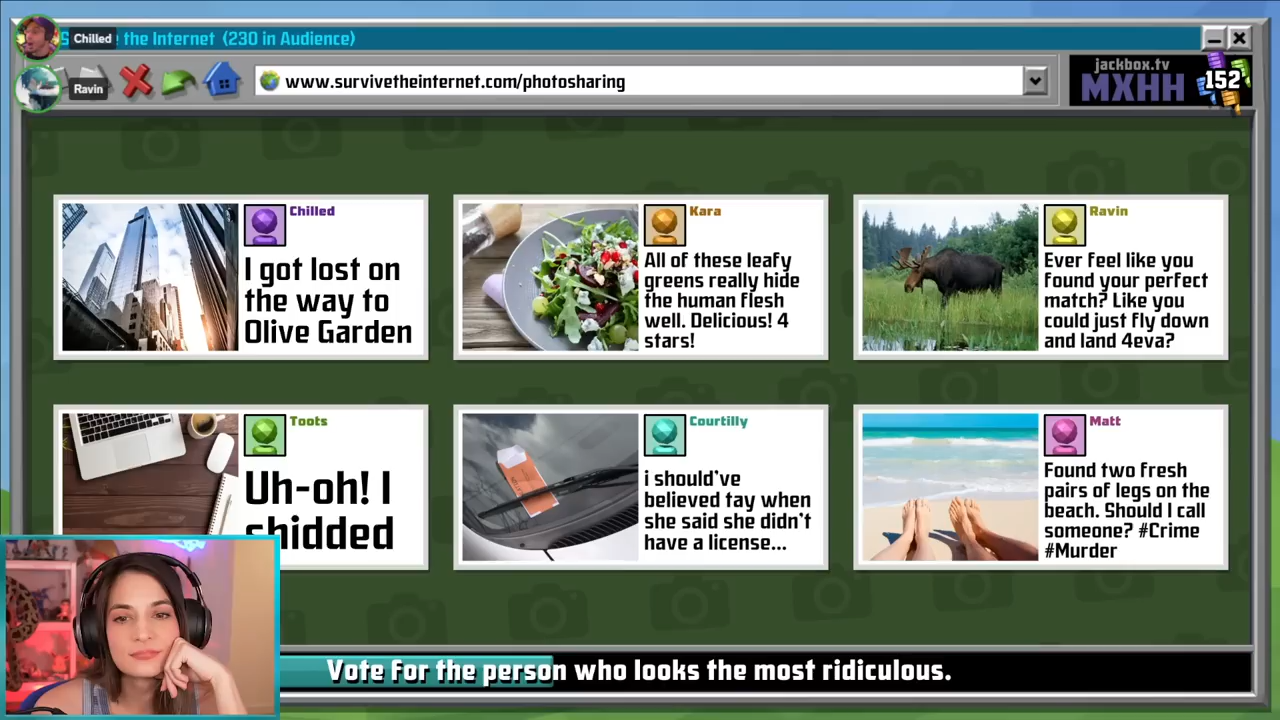 Chilled
the Internet (230 in Audience)
Ravin
www.survivetheinternet.com/photosharing
jackbox.tv
MXHH
152
Chilled
I got lost on
the way to
Olive Garden
Kara
All of these leafy
greens really hide
the human flesh
well. Delicious! 4
stars!
Ravin
Ever feel like you
found your perfect
match? Like you
could just fly down
and land 4eva?
Toots
Uh-oh! I
shidded
Courtilly
i should've
believed tay when
she said she didn't
have a license...
Matt
Found two fresh
pairs of legs on the
beach. Should I call
someone? #Crime
#Murder
Vote for the person who looks the most ridiculous.